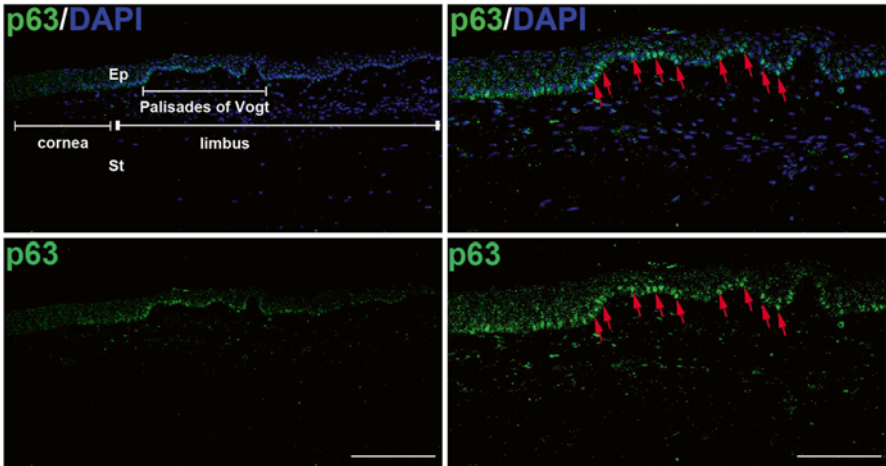 p63/DAPI
Ep
Palisades of Vogt
cornea
limbus
St
p63/DAPI
p63
p63